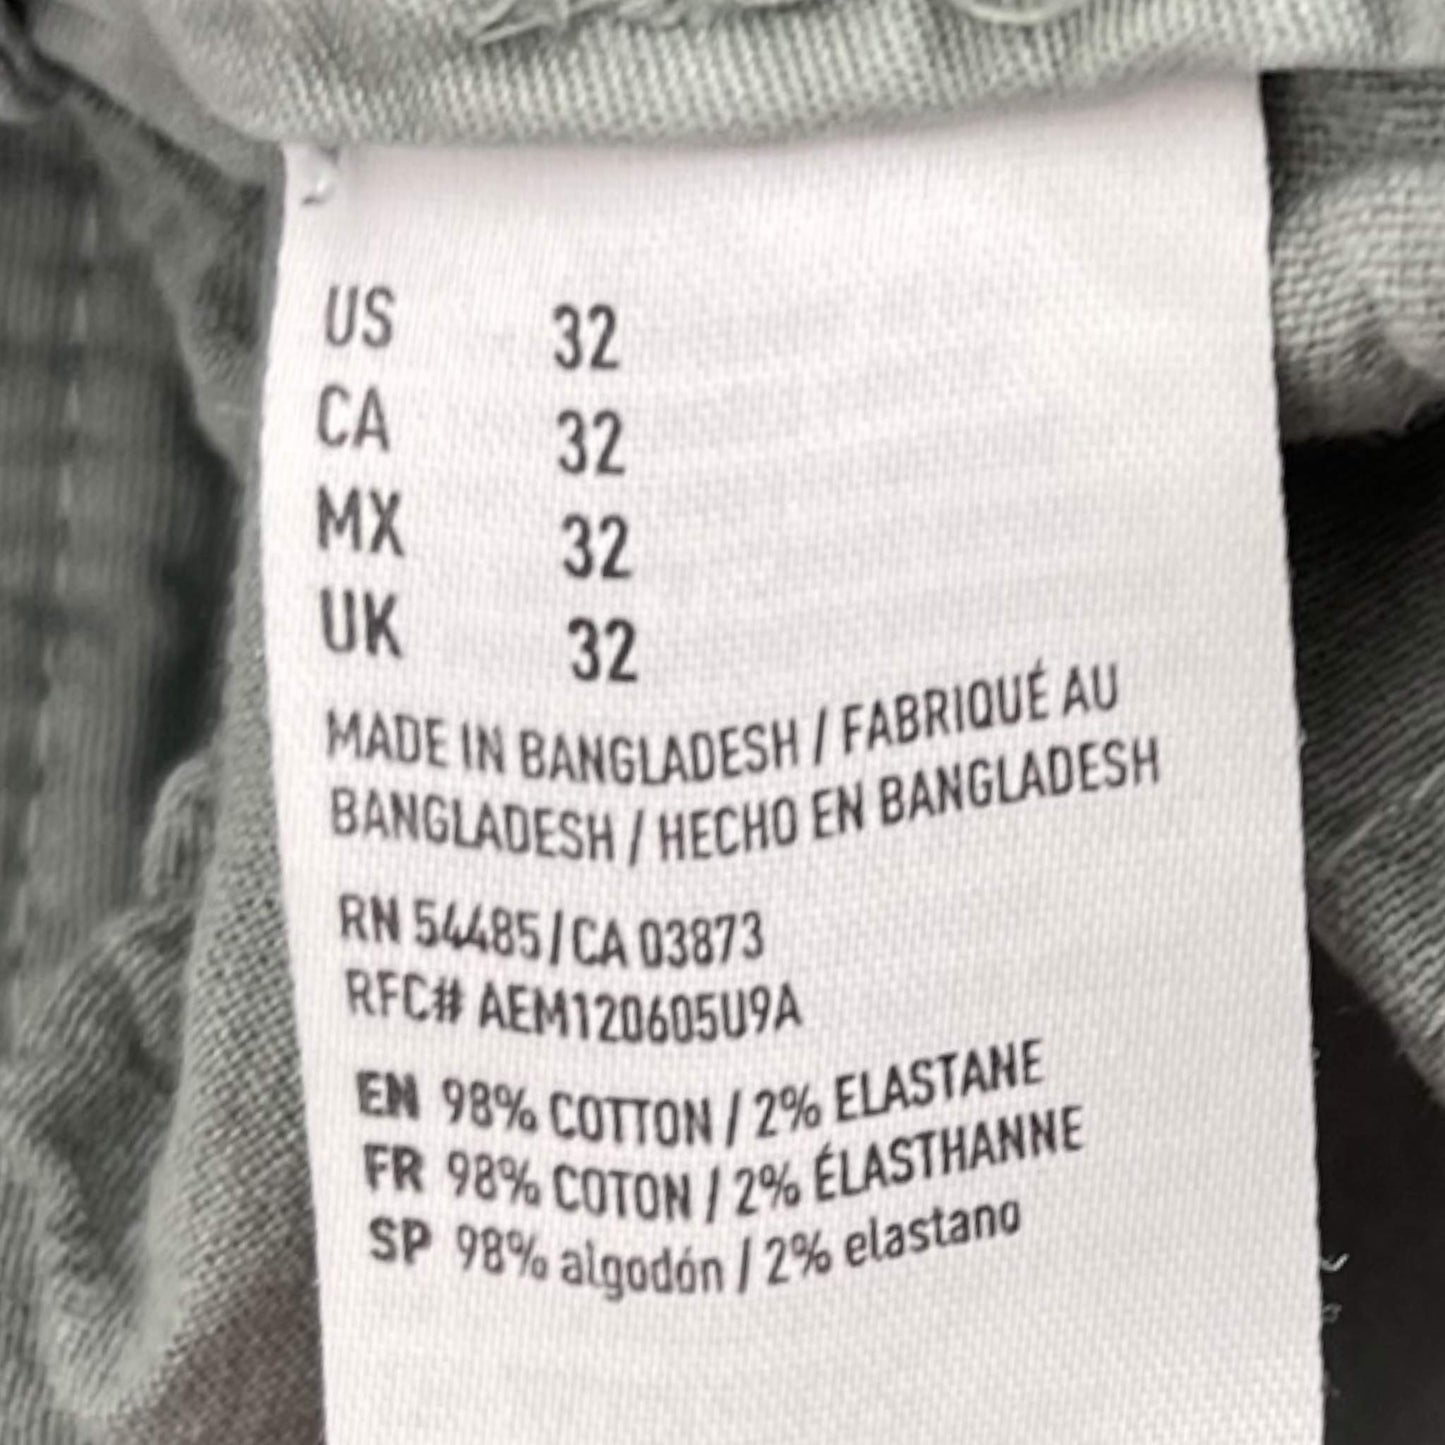 US 32
CA 32
MX 32
UK 32
MADE IN BANGLADESH / FABRIQUÉ AU
BANGLADESH / HECHO EN BANGLADESH
RN 54485 / CA 03873
RFC# AEM120605U9A
EN 98% COTTON / 2% ELASTANE
FR 98% COTON / 2% ÉLASTHANNE
SP 98% algodón / 2% elastano